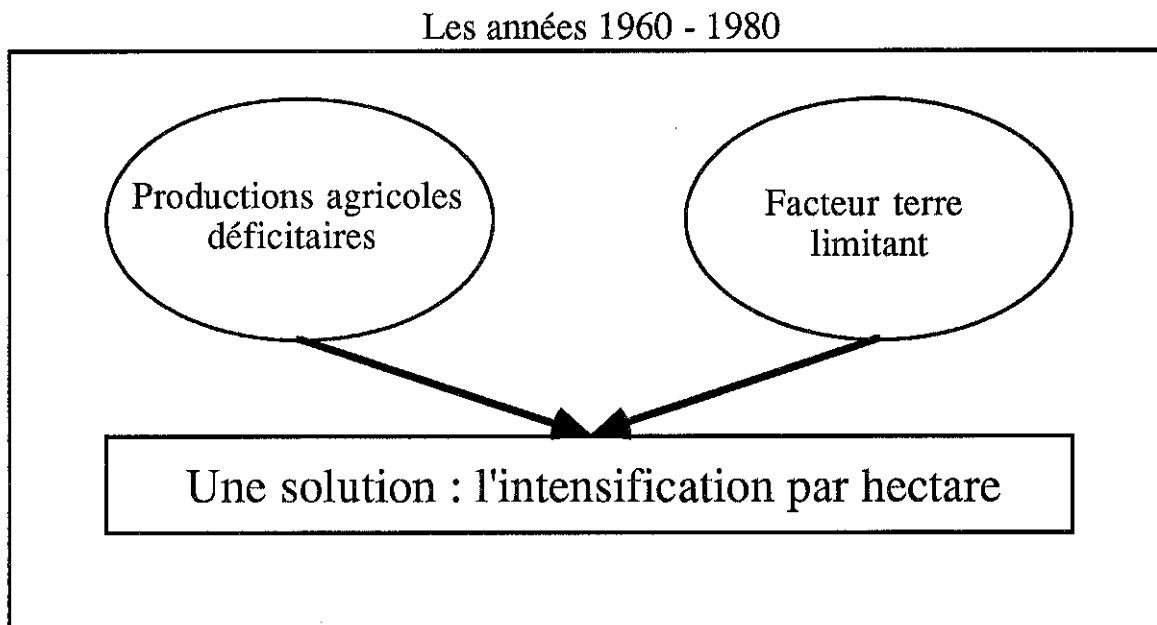 Les années 1960 - 1980
Productions agricoles
déficitaires
Facteur terre
limitant
Une solution : l'intensification par hectare